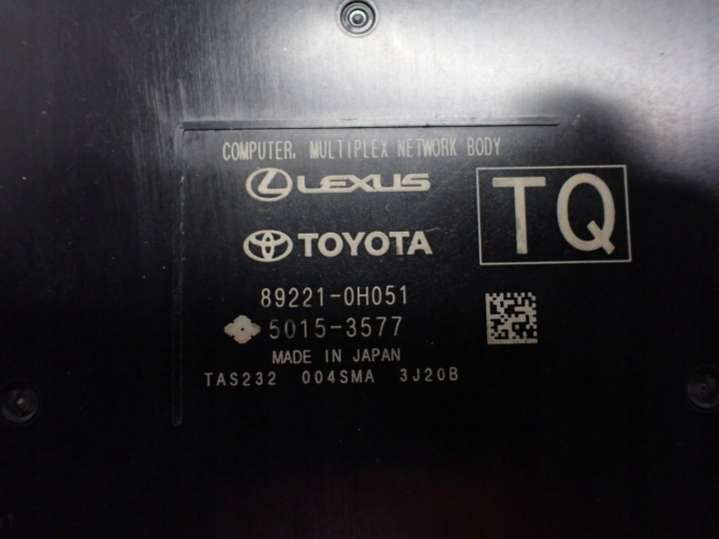 COMPUTER, MULTIPLEX NETWORK BODY
LEXUS
TQ
TOYOTA
89221-0H051
5015-3577
MADE IN JAPAN
TAS232 004SMA 3J20B